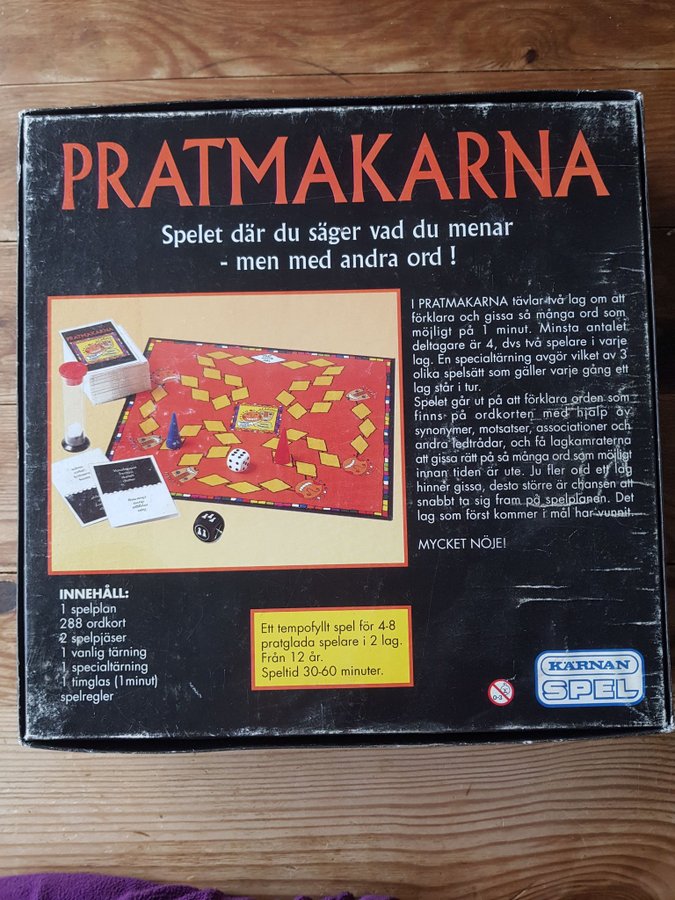 PRATMAKARNA
Spelet där du säger vad du menar
- men med andra ord !
I PRATMAKARNA tävlar två lag om att
förklara och gissa så många ord som
möjligt på 1 minut. Minsta antalet
deltagare är 4, dvs två spelare i varje
lag. En specialtärning avgör vilket av 3
olika spelsätt som gäller varje gång ett
lag står i tur.
Spelet går ut på att förklara orden som
finns på ordkorten med hjälp av
synonymer, motsatser, associationer och
andra ledtrådar, och få lagkamraterna
att gissa rätt på så många ord som möjligt
innan tiden är ute. Ju fler ord ett lag
hinner gissa, desto större är chansen att
snabbt ta sig fram på spelplanen. Det
lag som först kommer i mål har vunnit.
MYCKET NÖJE!
PRATMAKARNA
INNEHÅLL:
1 spelplan
288 ordkort
2 spelpjäser
1 vanlig tärning
1 specialtärning
1 timglas (1minut)
spelregler
Ett tempofyllt spel för 4-8
pratglada spelare i 2 lag.
Från 12 år.
Speltid 30-60 minuter.
0-3
KÄRNAN
SPEL